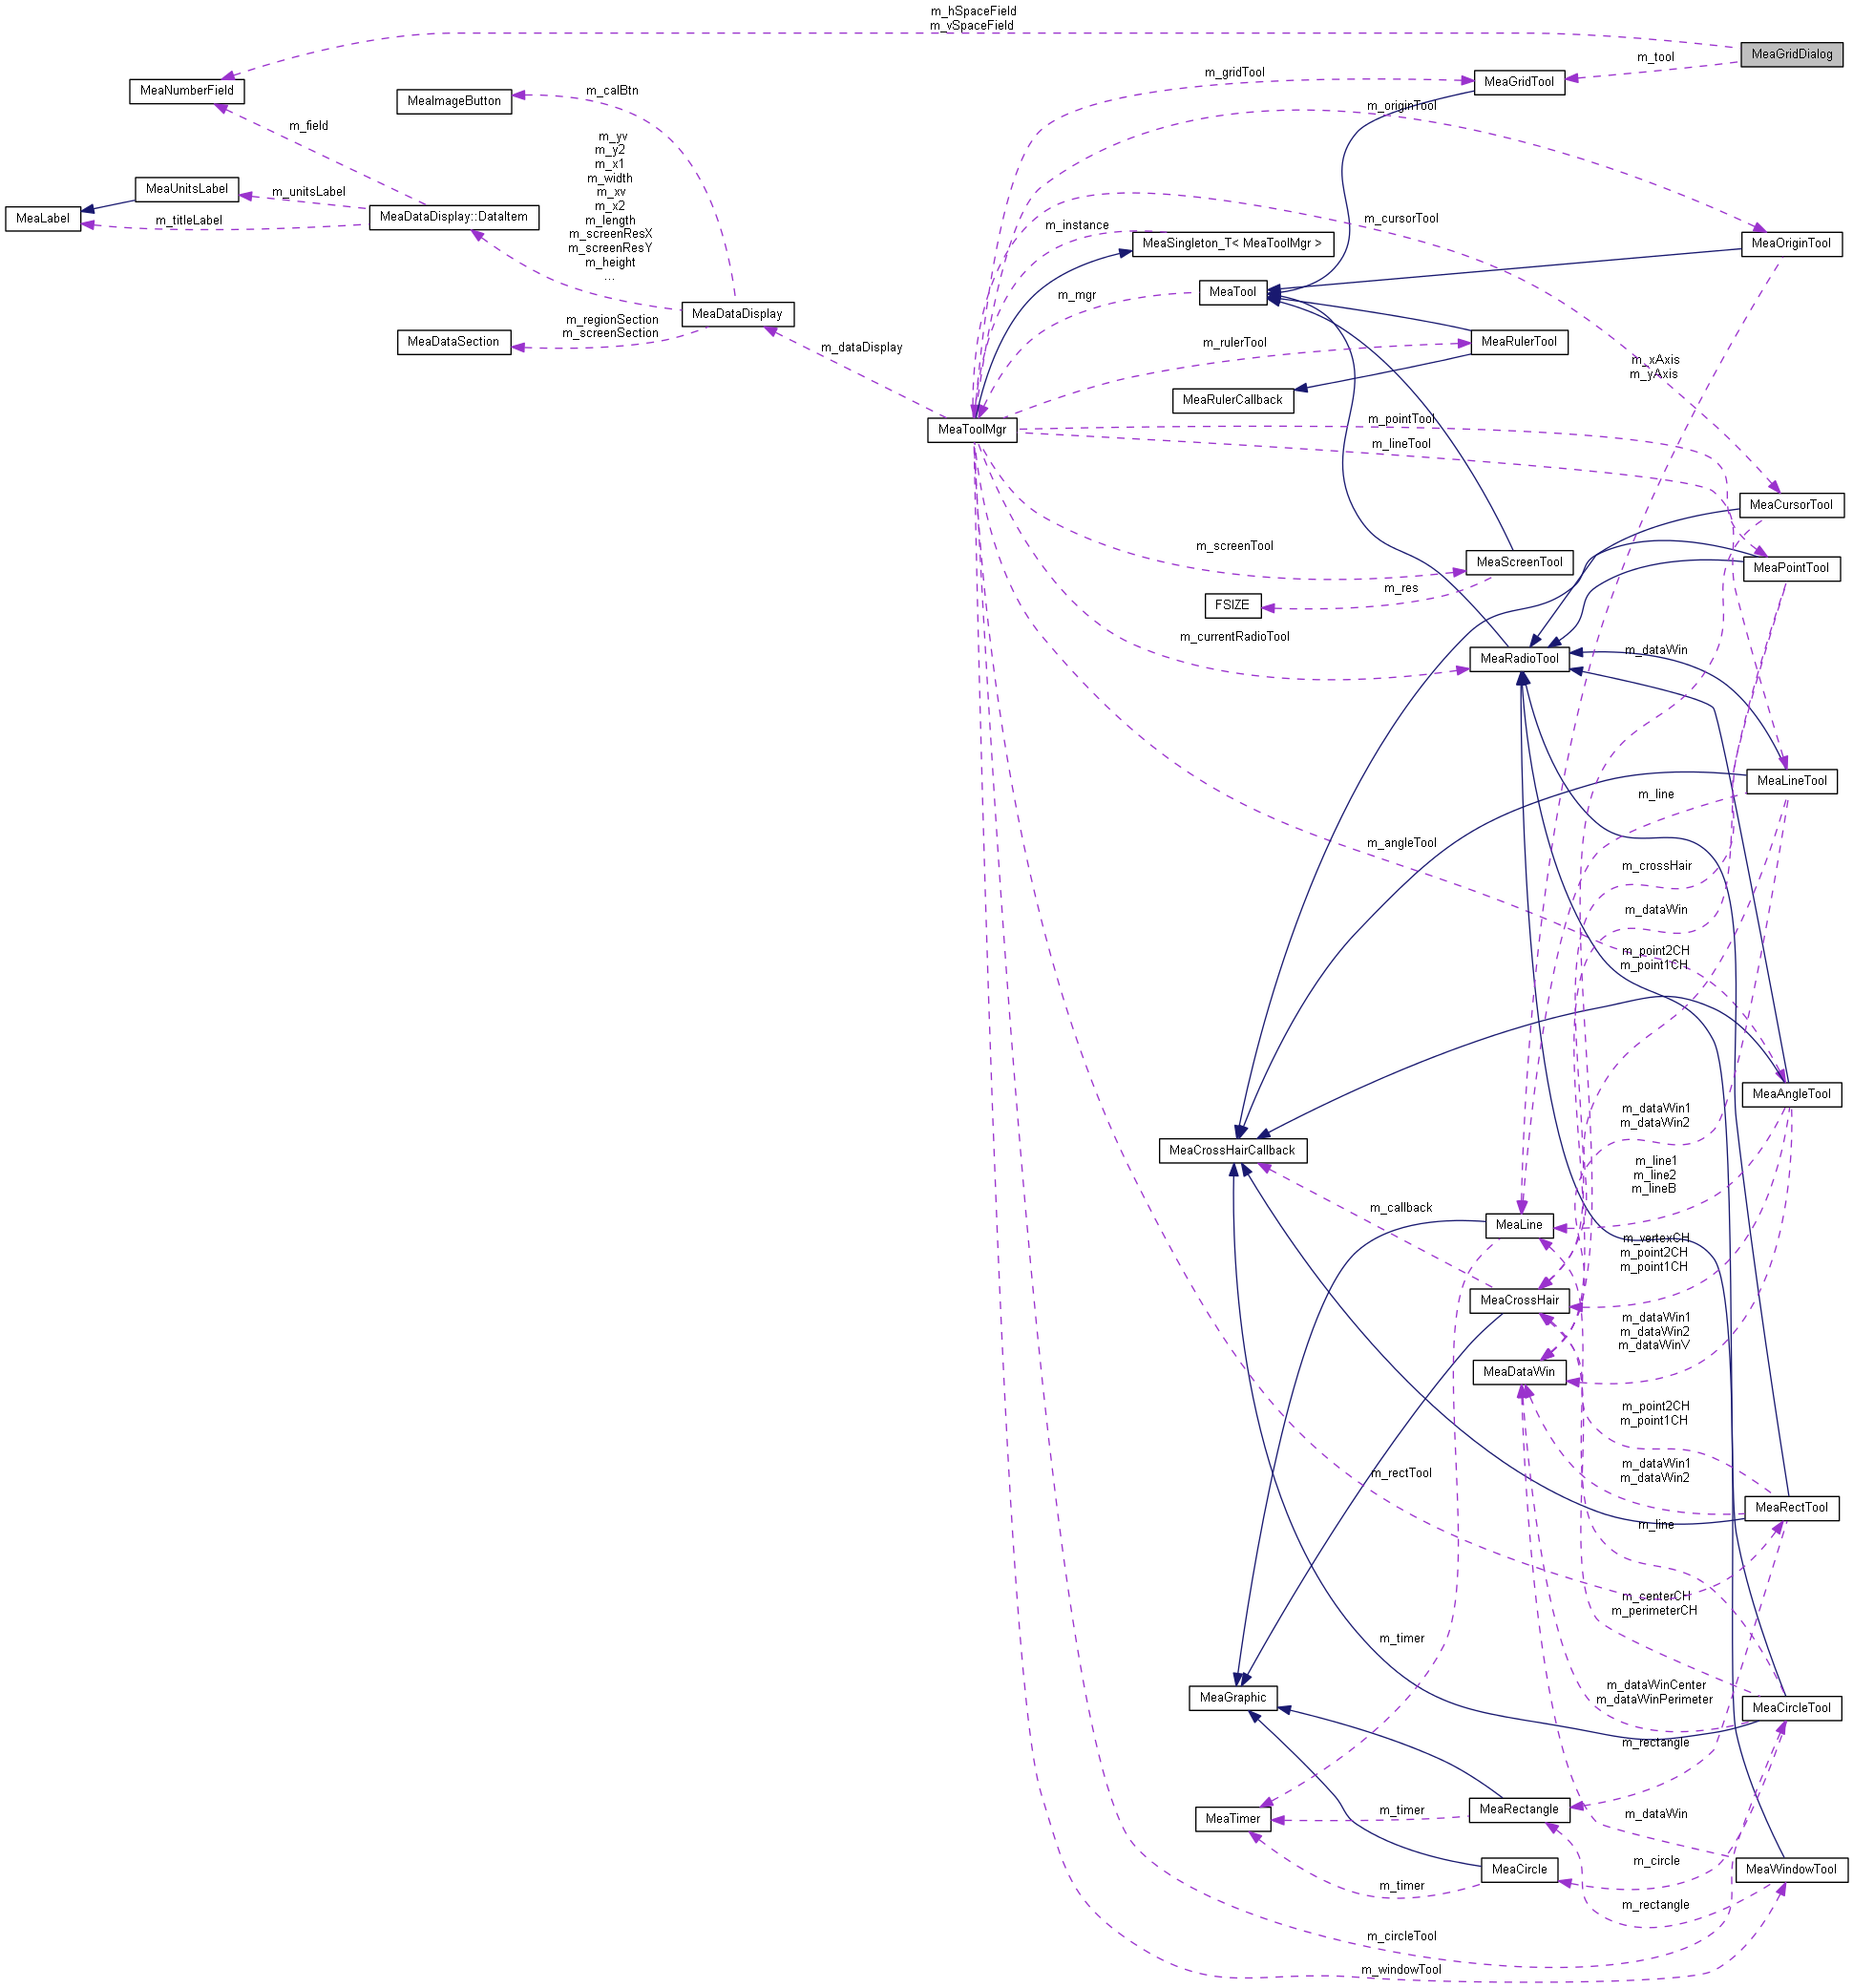 m_hSpaceField
m_vSpaceField
MeaGridDialog
m_tool
m_gridTool
MeaGridTool
MeaNumberField
m_calBtn
MeaImageButton
m_originTool
m_field
m_yv
m_y2
m_x1
m_width
m_xv
m_x2
m_length
m_screenResX
m_screenResY
m_height
...
MeaUnitsLabel
m_unitsLabel
MeaLabel
m_titleLabel
MeaDataDisplay::DataItem
m_cursorTool
m_instance
MeaSingleton_T< MeaToolMgr >
MeaOriginTool
MeaTool
m_mgr
MeaDataDisplay
m_regionSection
m_screenSection
MeaDataSection
m_dataDisplay
m_rulerTool
MeaRulerTool
m_xAxis
m_yAxis
MeaRulerCallback
m_pointTool
MeaToolMgr
m_lineTool
MeaCursorTool
m_screenTool
MeaScreenTool
MeaPointTool
m_res
FSIZE
m_currentRadioTool
MeaRadioTool
m_dataWin
MeaLineTool
m_line
m_angleTool
m_crossHair
m_dataWin
m_point2CH
m_point1CH
MeaAngleTool
m_dataWin1
m_dataWin2
MeaCrossHairCallback
m_line1
m_line2
m_lineB
m_callback
MeaLine
m_vertexCH
m_point2CH
m_point1CH
MeaCrossHair
m_dataWin1
m_dataWin2
m_dataWinV
MeaDataWin
m_point2CH
m_point1CH
m_rectTool
m_dataWin1
m_dataWin2
MeaRectTool
m_line
m_centerCH
m_perimeterCH
m_timer
m_dataWinCenter
m_dataWinPerimeter
MeaGraphic
MeaCircleTool
m_rectangle
MeaTimer
m_timer
MeaRectangle
m_dataWin
m_circle
MeaCircle
MeaWindowTool
m_timer
m_rectangle
m_circleTool
m_windowTool